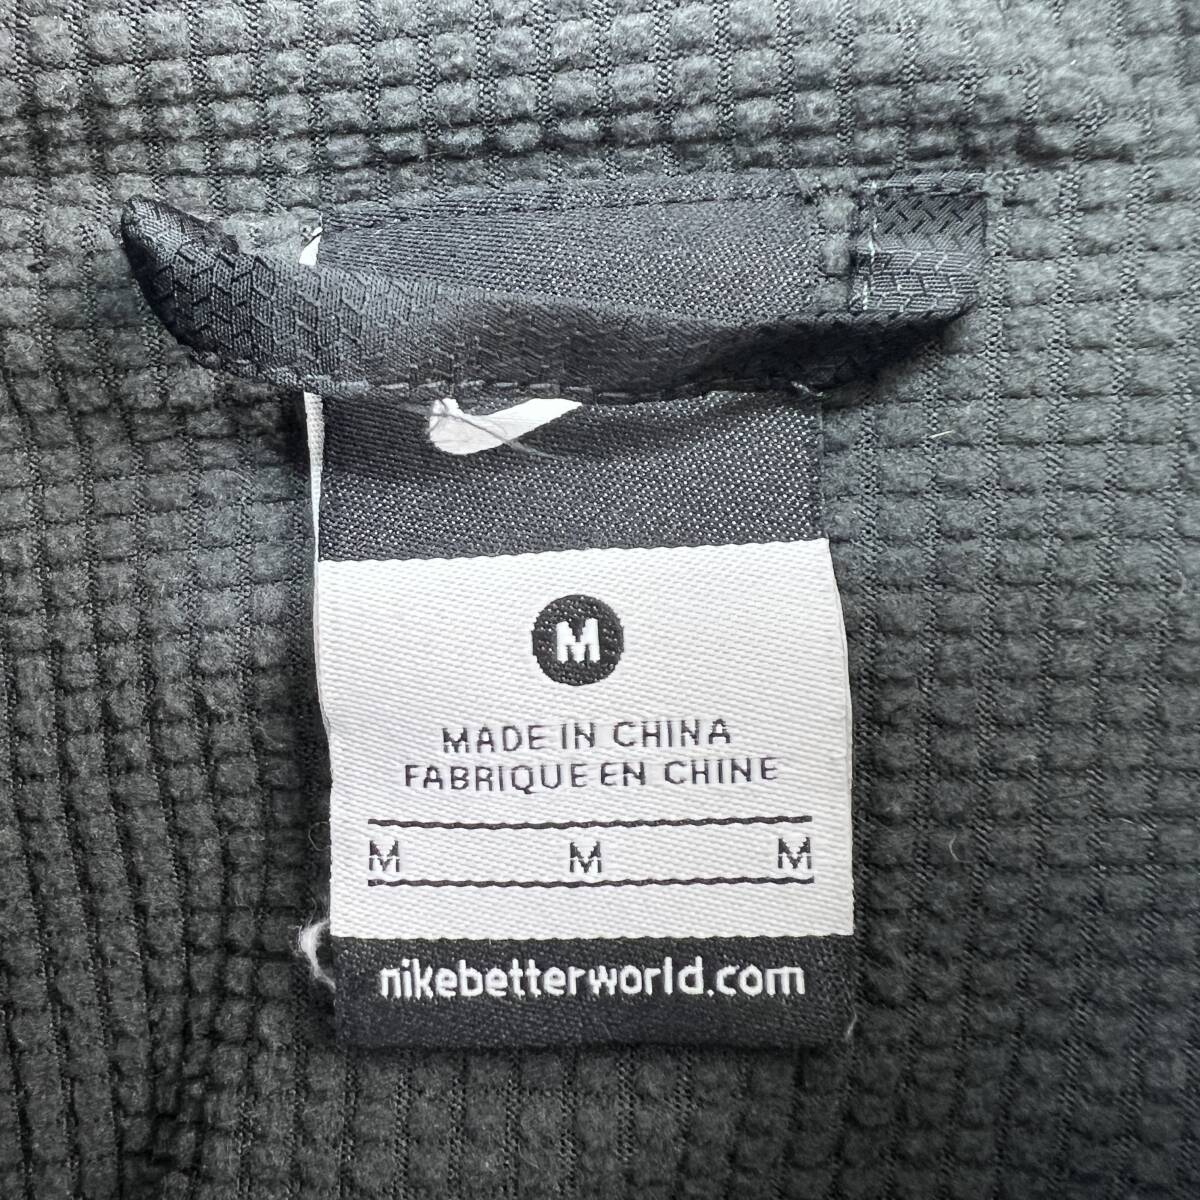 M
MADE IN CHINA
FABRIQUE EN CHINE
M M M
nikebetterworld.com